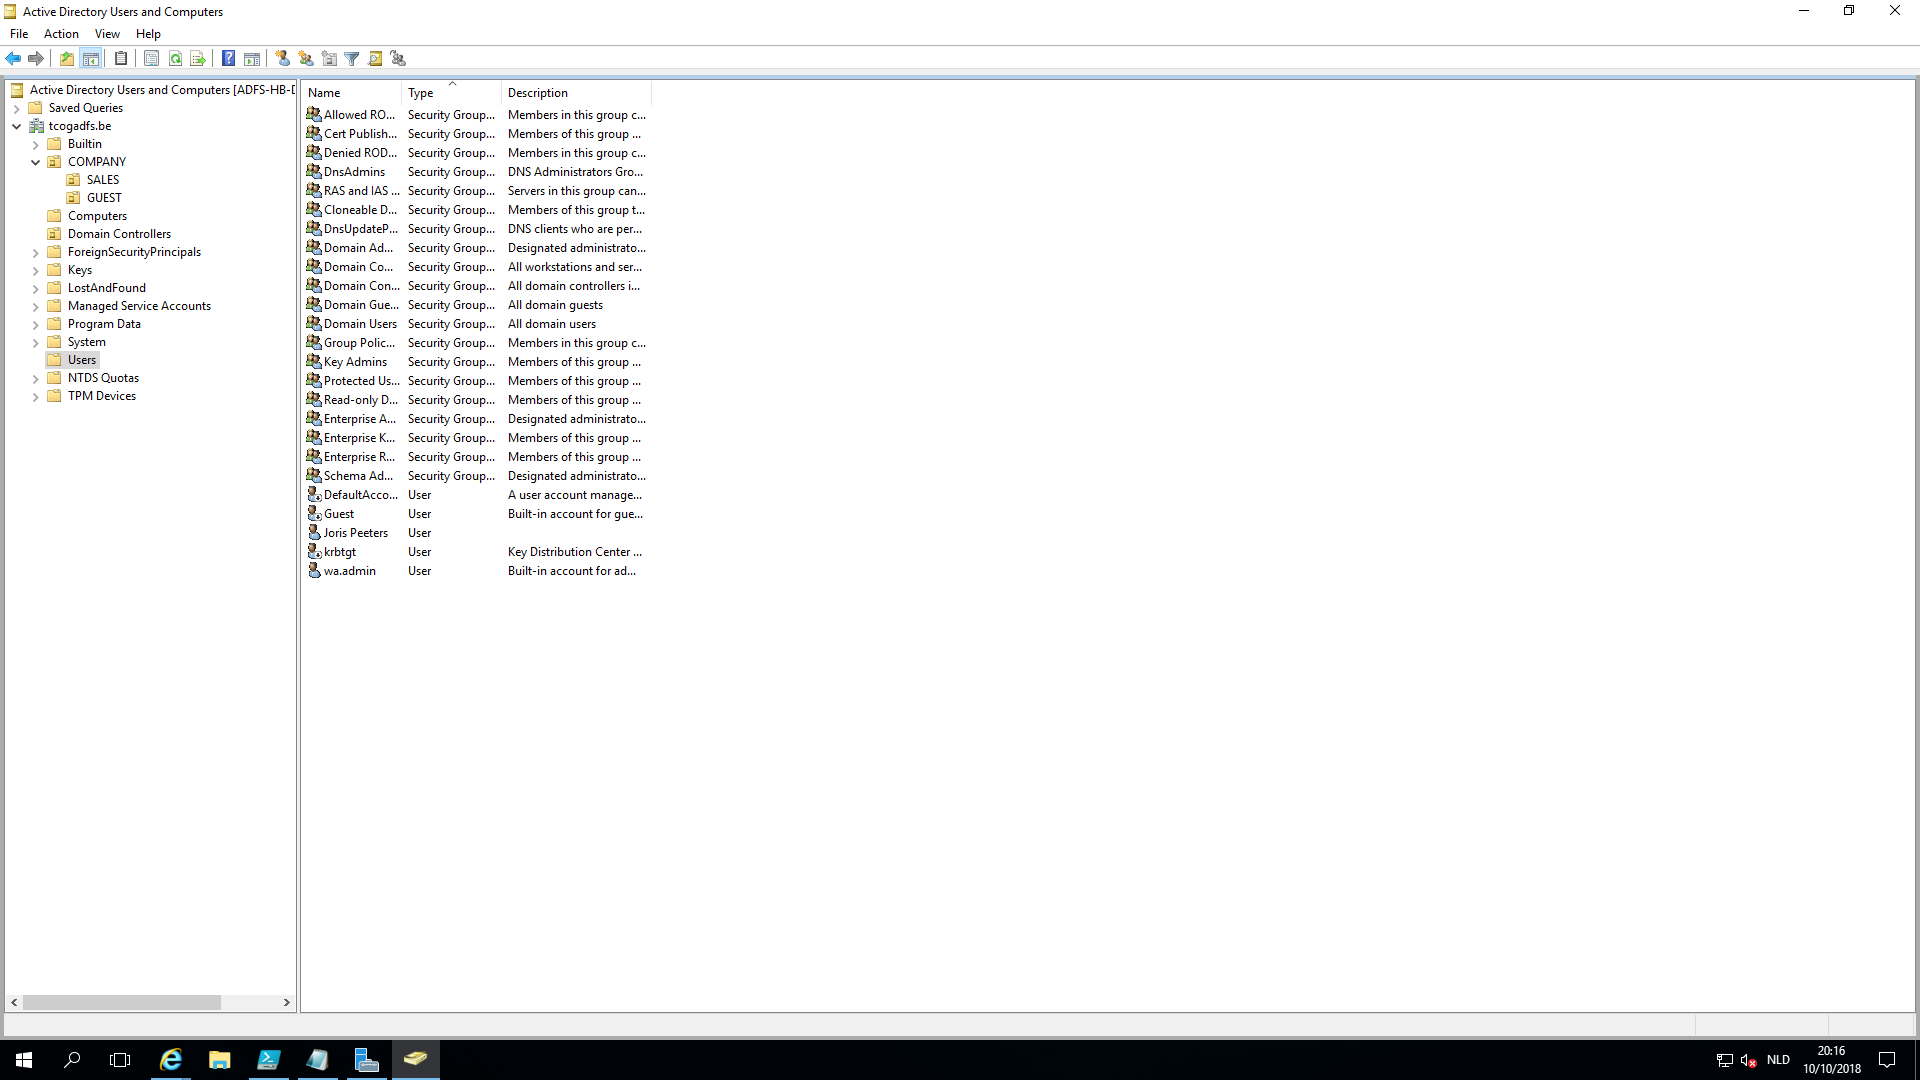 Active Directory Users and Computers
File Action View Help
Active Directory Users and Computers [ADFS-HB-D
Saved Queries
tcogadfs.be
Builtin
COMPANY
SALES
GUEST
Computers
Domain Controllers
ForeignSecurityPrincipals
Keys
LostAndFound
Managed Service Accounts
Program Data
System
Users
NTDS Quotas
TPM Devices
Name Type Description
Allowed RO... Security Group... Members in this group c...
Cert Publish... Security Group... Members of this group ...
Denied ROD... Security Group... Members in this group c...
DnsAdmins Security Group... DNS Administrators Gro...
RAS and IAS ... Security Group... Servers in this group can...
Cloneable D... Security Group... Members of this group t...
DnsUpdateP... Security Group... DNS clients who are per...
Domain Ad... Security Group... Designated administrato...
Domain Co... Security Group... All workstations and ser...
Domain Con... Security Group... All domain controllers i...
Domain Gue... Security Group... All domain guests
Domain Users Security Group... All domain users
Group Polic... Security Group... Members in this group c...
Key Admins Security Group... Members of this group ...
Protected Us... Security Group... Members of this group ...
Read-only D... Security Group... Members of this group ...
Enterprise A... Security Group... Designated administrato...
Enterprise K... Security Group... Members of this group ...
Enterprise R... Security Group... Members of this group ...
Schema Ad... Security Group... Designated administrato...
DefaultAcco... User A user account manage...
Guest User Built-in account for gue...
Joris Peeters User
krbtgt User Key Distribution Center ...
wa.admin User Built-in account for ad...
NLD
20:16
10/10/2018